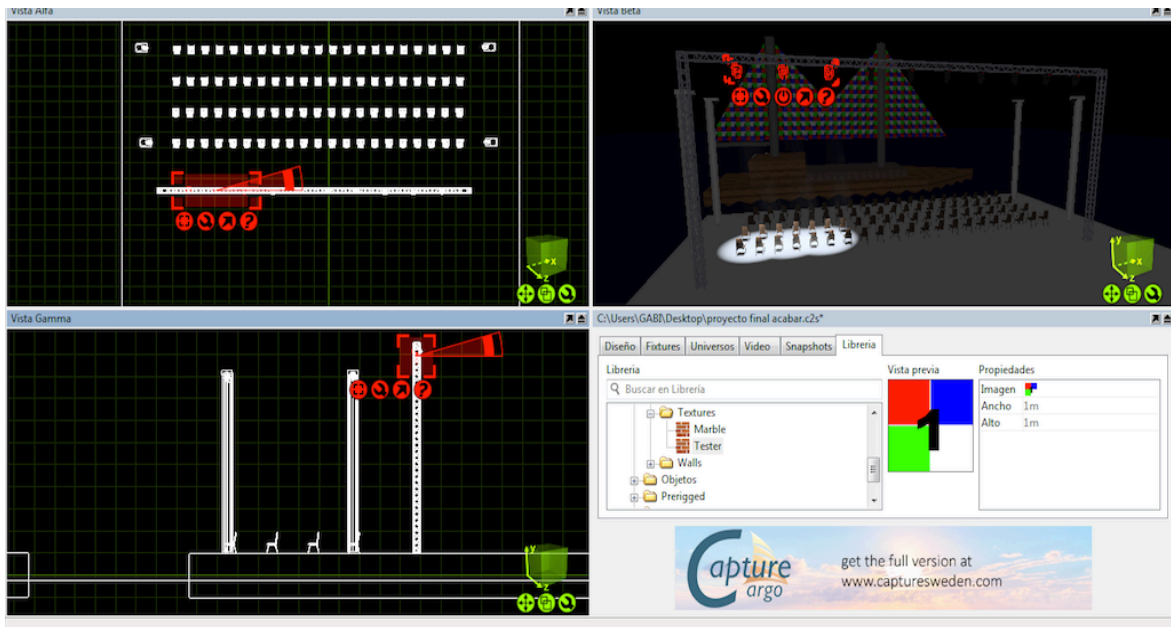 Vista Alfa
Vista Beta
Vista Gamma
C:\Users\GABI\Desktop\proyecto final acabar.c2s*
Diseño Fixtures Universos Video Snapshots Librería
Librería
Buscar en Librería
Textures
Marble
Tester
Walls
Objetos
Prerigged
Vista previa
1
Propiedades
Imagen
Ancho 1m
Alto 1m
Capture
argo
get the full version at
www.capturesweden.com
?
?
?
x
z
y
z
y
z